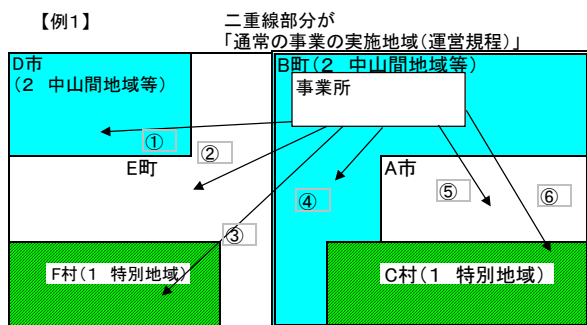 【例1】
二重線部分が
「通常の事業の実施地域(運営規程)」
D市
(2 中山間地域等)
B町(2 中山間地域等)
事業所
①
②
E町
A市
④
⑤
⑥
③
F村(1 特別地域)
C村(1 特別地域)